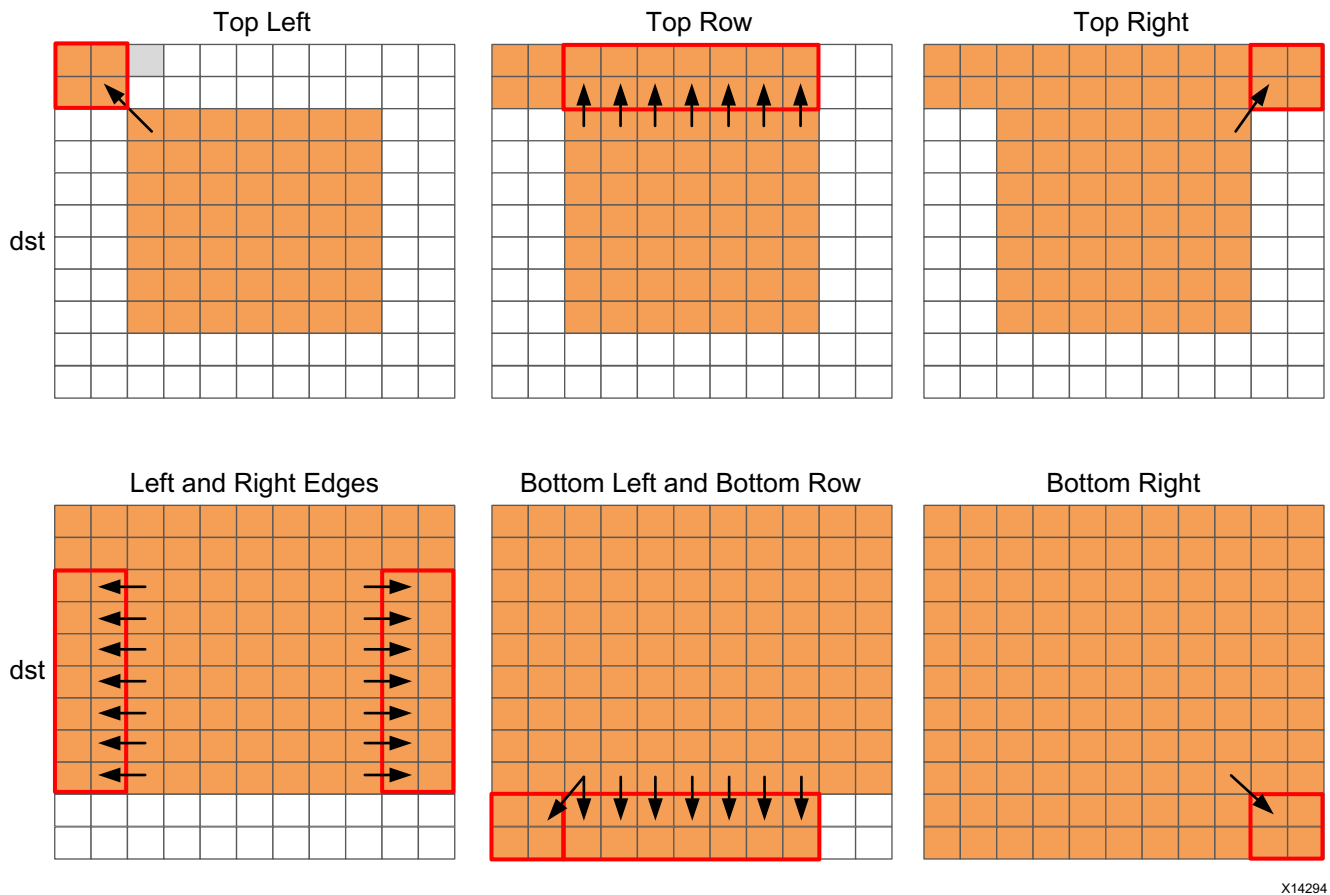 Top Left
Top Row
Top Right
dst
Left and Right Edges
Bottom Left and Bottom Row
Bottom Right
dst
X14294